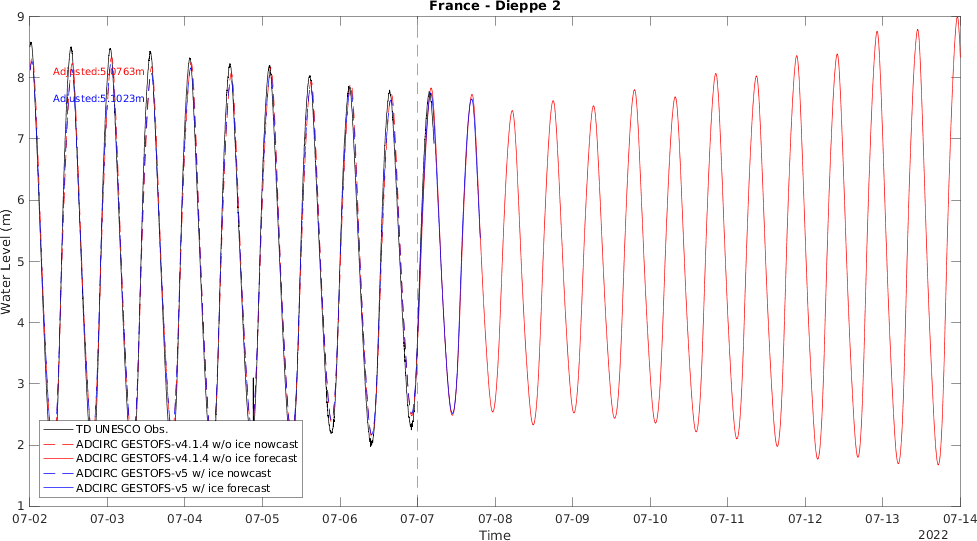 France - Dieppe 2
9
8
7
6
5
4
3
2
1
Water Level (m)
Adjusted:5.0763m
Adjusted:5.1023m
TD UNESCO Obs.
ADCIRC GESTOFS-v4.1.4 w/o ice nowcast
ADCIRC GESTOFS-v4.1.4 w/o ice forecast
ADCIRC GESTOFS-v5 w/ ice nowcast
ADCIRC GESTOFS-v5 w/ ice forecast
07-02 07-03 07-04 07-05 07-06 07-07 07-08 07-09 07-10 07-11 07-12 07-13 07-14
Time
2022